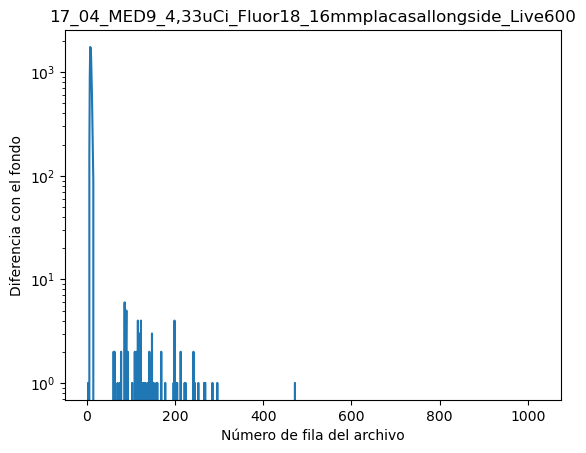 17_04_MED9_4,33uCi_Fluor18_16mmplacasallongside_Live600
10³
10²
10¹
10⁰
Diferencia con el fondo
0 200 400 600 800 1000
Número de fila del archivo